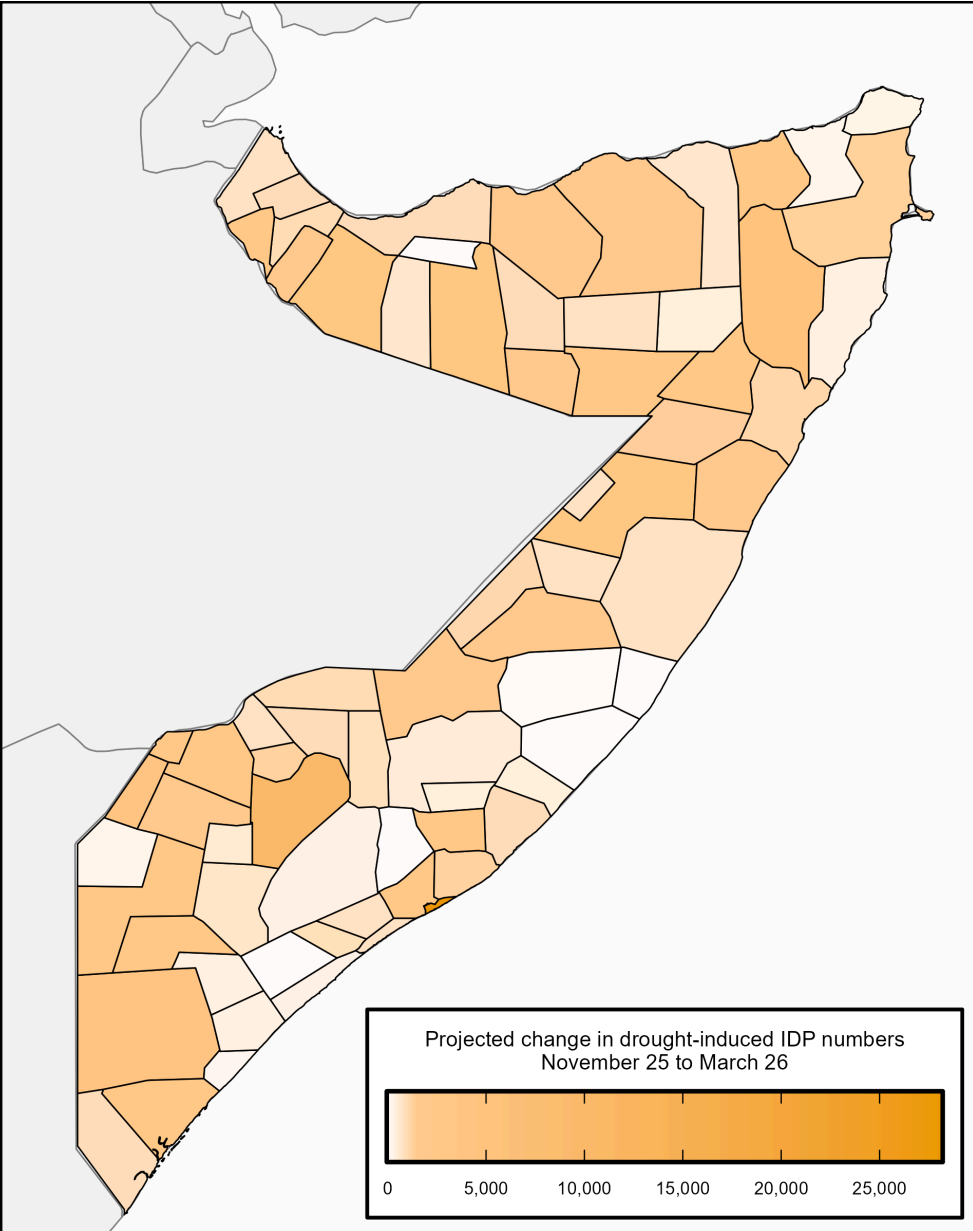 Projected change in drought-induced IDP numbers
November 25 to March 26
0 5,000 10,000 15,000 20,000 25,000